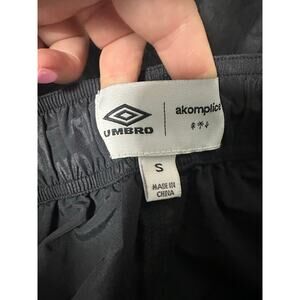 UMBRO
akomplice
S
MADE IN
CHINA